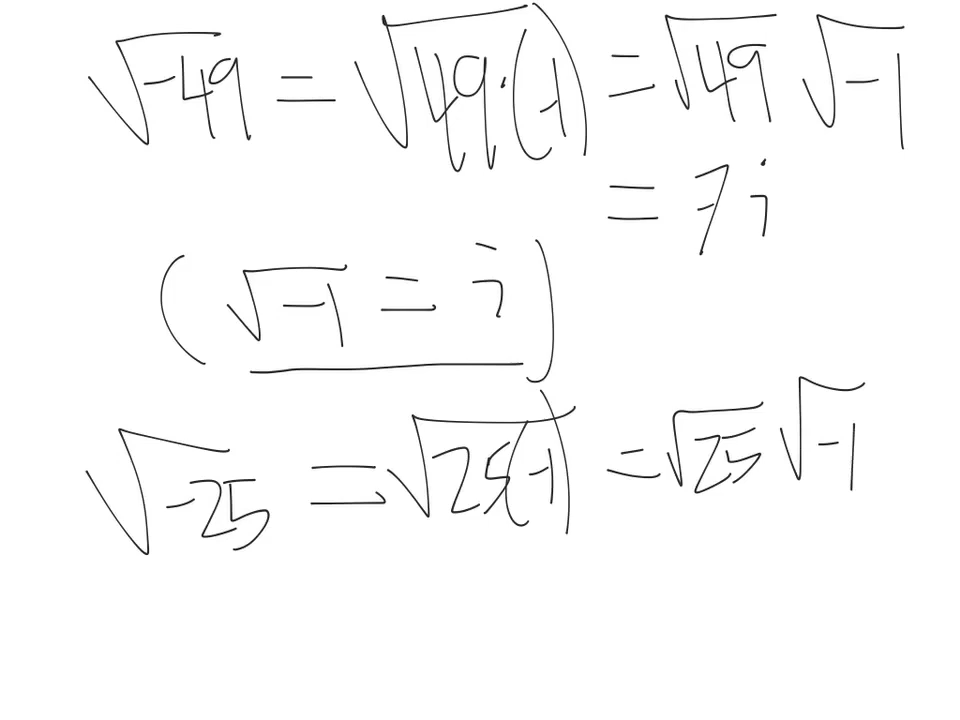 √-49 = √49·(-1) = √49 √-1
= 7i
(√-1 = i)
√-25 = √25(-1) = √25 √-1